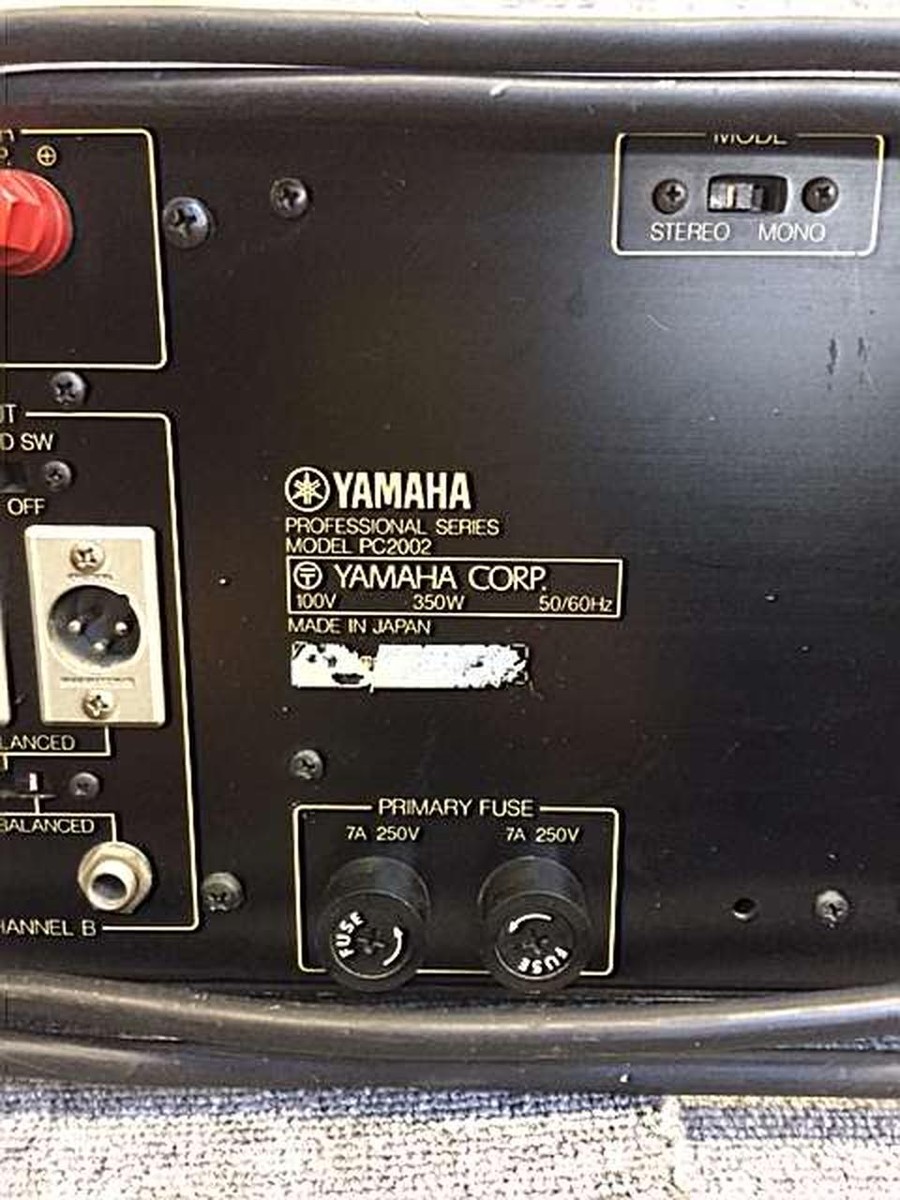 MODE
STEREO MONO
D SW
OFF
YAMAHA
PROFESSIONAL SERIES
MODEL PC2002
YAMAHA CORP.
100V 350W 50/60Hz
MADE IN JAPAN
LANCED
BALANCED
HANNEL B
PRIMARY FUSE
7A 250V 7A 250V
FUSE FUSE